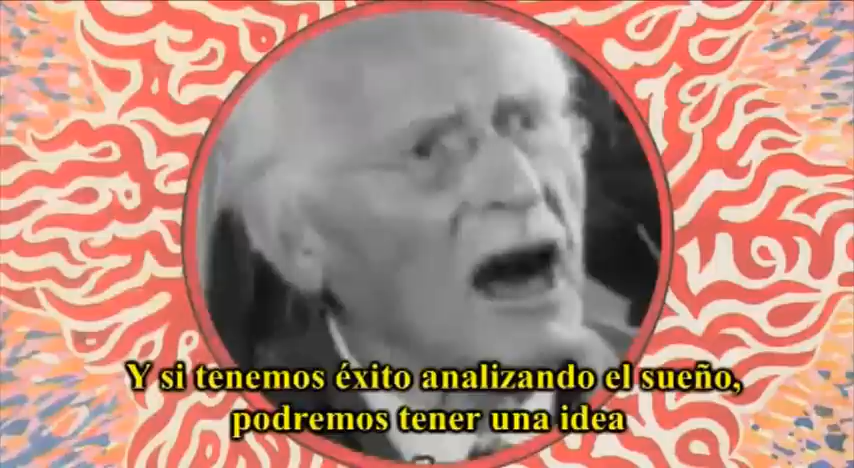 Y si tenemos éxito analizando el sueño,
podremos tener una idea